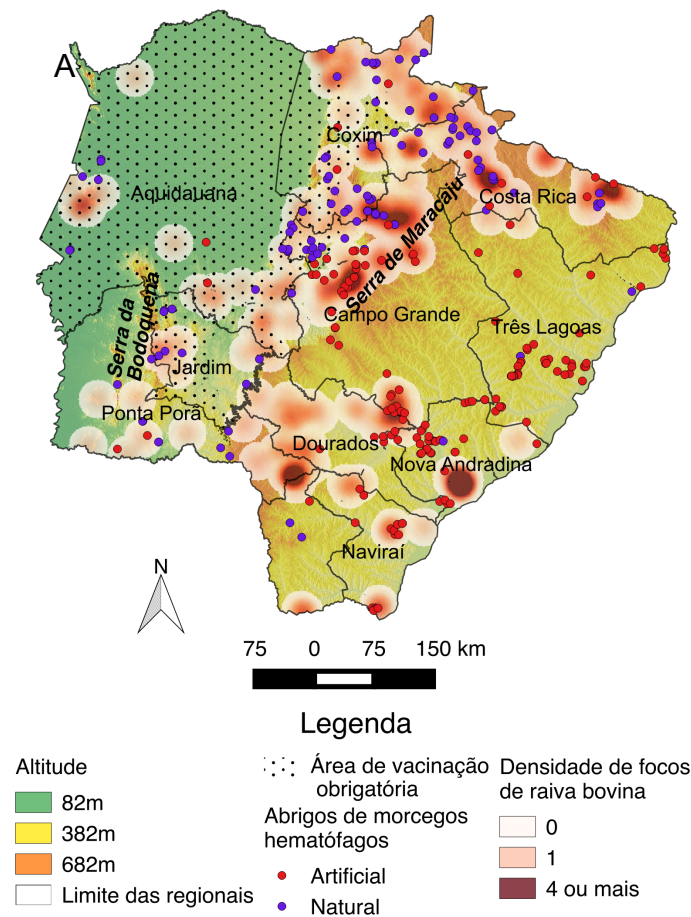 A
Coxim
Aquidauana
Costa Rica
Serra de Maracaju
Serra da
Bodoquena
Campo Grande
Três Lagoas
Jardim
Ponta Porã
Dourados
Nova Andradina
Naviraí
N
75 0 75 150 km
Legenda
Altitude
82m
382m
682m
Limite das regionais
Área de vacinação
obrigatória
Abrigos de morcegos
hematófagos
Artificial
Natural
Densidade de focos
de raiva bovina
0
1
4 ou mais